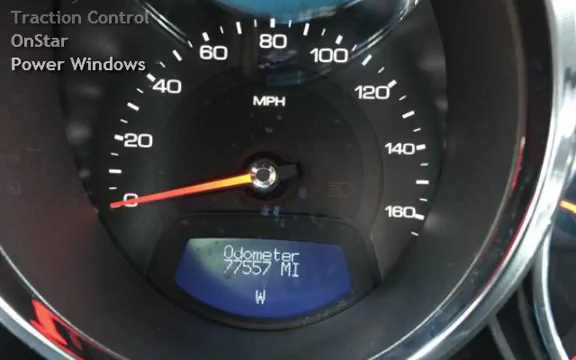 Traction Control
OnStar
Power Windows
0
20
40
60
80
100
120
140
160
MPH
Odometer
77557 MI
W